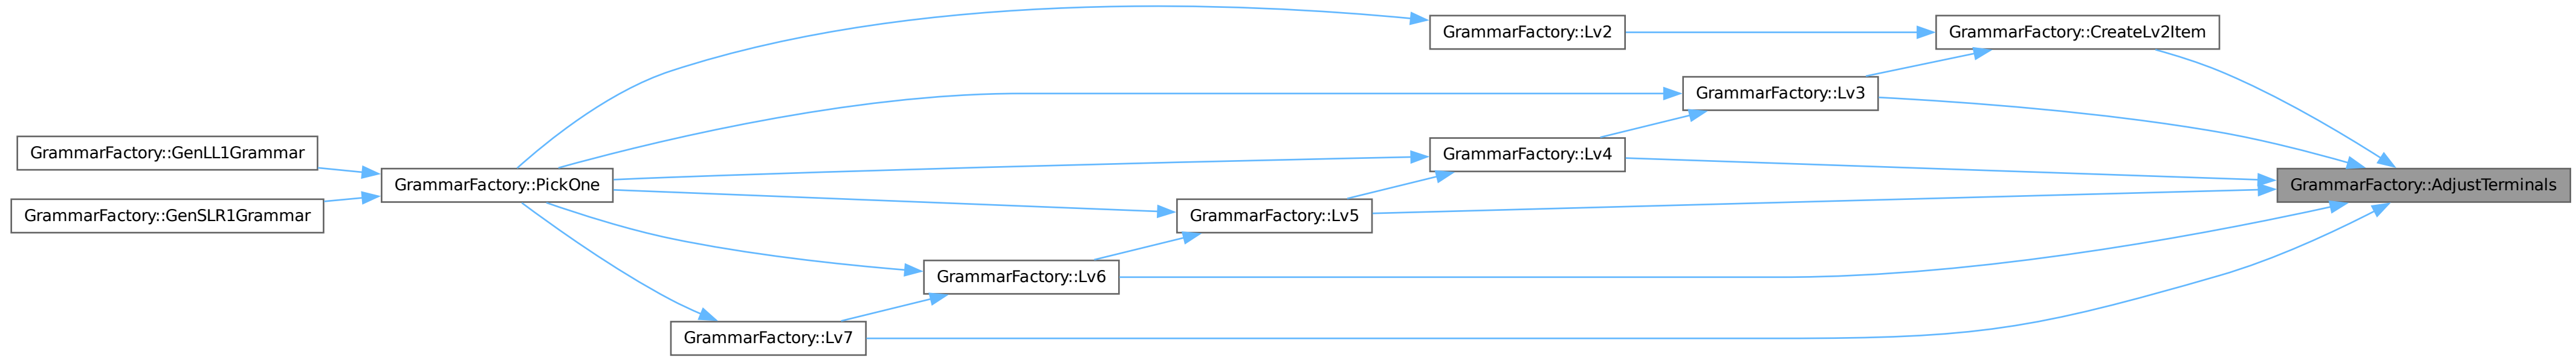 GrammarFactory::Lv2
GrammarFactory::CreateLv2Item
GrammarFactory::Lv3
GrammarFactory::GenLL1Grammar
GrammarFactory::Lv4
GrammarFactory::PickOne
GrammarFactory::AdjustTerminals
GrammarFactory::GenSLR1Grammar
GrammarFactory::Lv5
GrammarFactory::Lv6
GrammarFactory::Lv7